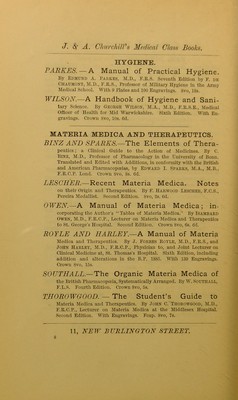 J. & A. Churchill's Medical Class Books.
HYGIENE.
PARKES.—A Manual of Practical Hygiene.
By EDMUND A. PARKES, M.D., F.R.S. Seventh Edition by F. DE
CHAUMONT, M.D., F.R.S., Professor of Military Hygiene in the Army
Medical School. With 9 Plates and 100 Engravings. 8vo, 18s.
WILSON.—A Handbook of Hygiene and Sani-
tary Science. By GEORGE WILSON, M.A., M.D., F.R.S.E., Medical
Officer of Health for Mid Warwickshire. Sixth Edition. With En-
gravings. Crown 8vo, 10s. 6d.
MATERIA MEDICA AND THERAPEUTICS.
BINZ AND SPARKS.—The Elements of Thera-
peutics; a Clinical Guide to the Action of Medicines. By C.
BINZ, M.D., Professor of Pharmacology in the University of Bonn.
Translated and Edited with Additions, in conformity with the British
and American Pharmacopœias, by EDWARD I. SPARKS, M.A., M.B.,
F.R.C.P. Lond. Crown 8vo, 8s. 6d.
LESCHER.—Recent Materia Medica. Notes
on their Origin and Therapeutics. By F. HARWOOD LESCHER, F.C.S.,
Pereira Medallist. Second Edition. 8vo, 2s. 6d.
OWEN.—A Manual of Materia Medica; in-
corporating the Author's "Tables of Materia Medica." By ISAMBARD
OWEN, M.D., F.R.C.P., Lecturer on Materia Medica and Therapeutics
to St. George's Hospital. Second Edition. Crown 8vo, 6s. 6d.
ROYLE AND HARLEY.—A Manual of Materia
Medica and Therapeutics. By J. FORBES ROYLE, M.D., F.R.S., and
JOHN HARLEY, M.D., F.R.C.P., Physician to, and Joint Lecturer on
Clinical Medicine at, St. Thomas's Hospital. Sixth Edition, including
addition and alterations in the B.P. 1885. With 139 Engravings.
Crown 8vo, 15s.
SOUTHALL—The Organic Materia Medica of
the British Pharmacopœia, Systematically Arranged. By W. SOUTHALL,
F.L.S. Fourth Edition. Crown 8vo, 5s.
THOROWGOOD.—The Student's Guide to
Materia Medica and Therapeutics. By JOHN C. THOROWGOOD, M.D.,
F.R.C.P., Lecturer on Materia Medica at the Middlesex Hospital.
Second Edition. With Engravings. Fcap. 8vo, 7s.
11, NEW BURLINGTON STREET.